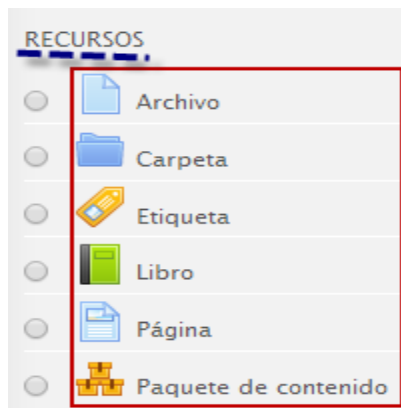 RECURSOS
Archivo
Carpeta
Etiqueta
Libro
Página
Paquete de contenido